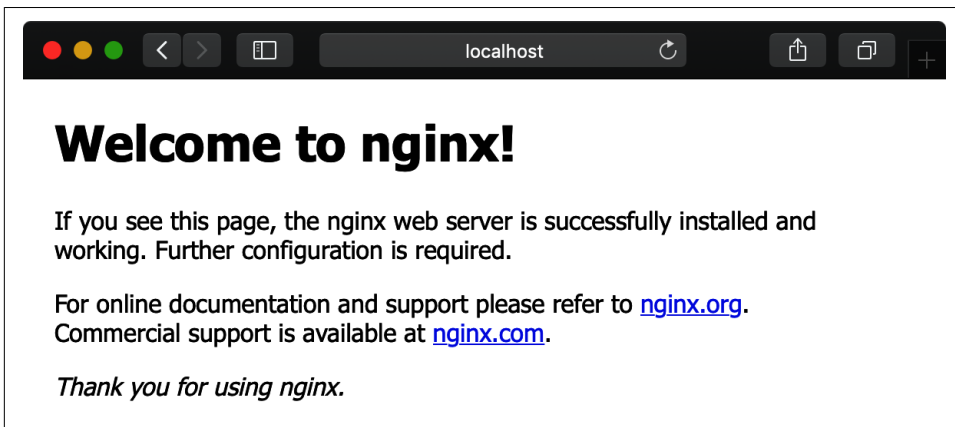 localhost
Welcome to nginx!
If you see this page, the nginx web server is successfully installed and
working. Further configuration is required.
For online documentation and support please refer to nginx.org.
Commercial support is available at nginx.com.
Thank you for using nginx.